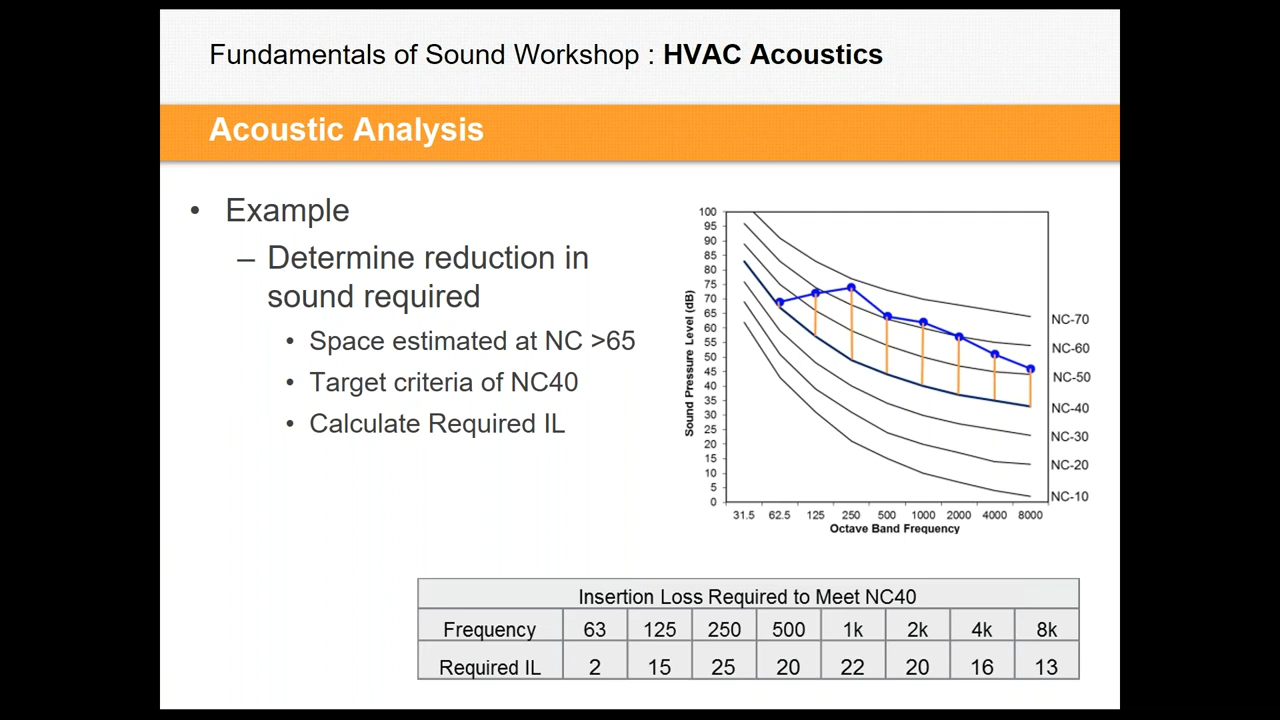 Fundamentals of Sound Workshop : HVAC Acoustics
Acoustic Analysis
• Example
– Determine reduction in
sound required
• Space estimated at NC >65
• Target criteria of NC40
• Calculate Required IL
Sound Pressure Level (dB)
100
95
90
85
80
75
70
65
60
55
50
45
40
35
30
25
20
15
10
5
0
NC-70
NC-60
NC-50
NC-40
NC-30
NC-20
NC-10
31.5 62.5 125 250 500 1000 2000 4000 8000
Octave Band Frequency
Insertion Loss Required to Meet NC40
Frequency 63 125 250 500 1k 2k 4k 8k
Required IL 2 15 25 20 22 20 16 13